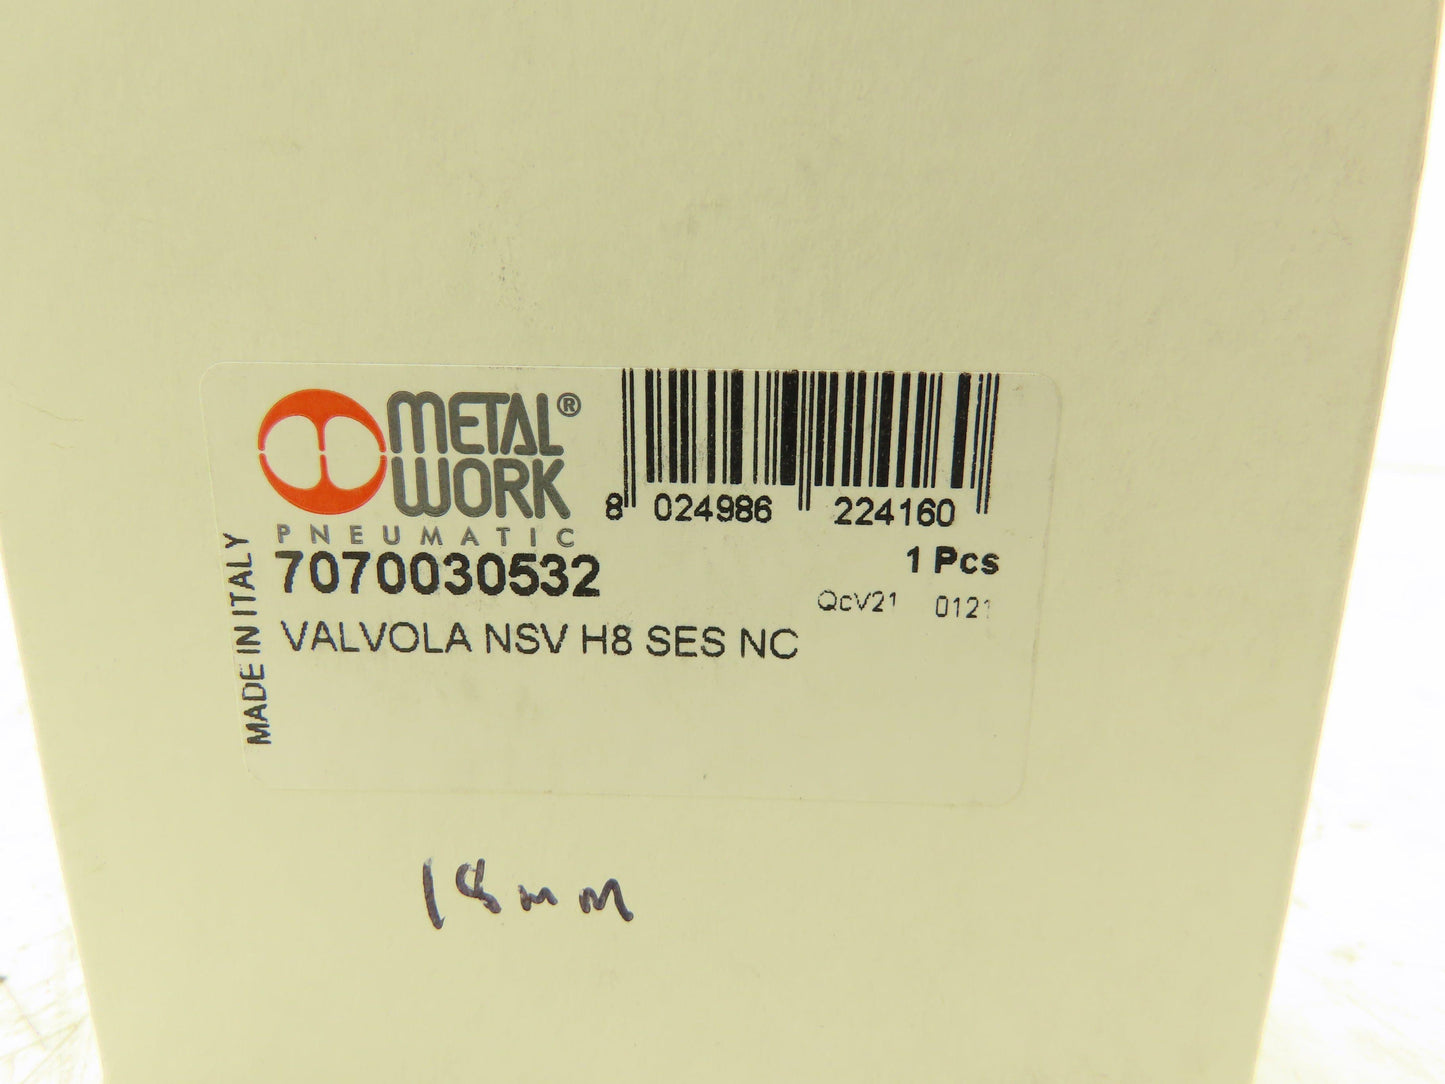 METAL®
WORK
PNEUMATIC
8 024986 224160
7070030532
1 Pcs
QcV21 0121
VALVOLA NSV H8 SES NC
MADE IN ITALY
18mm